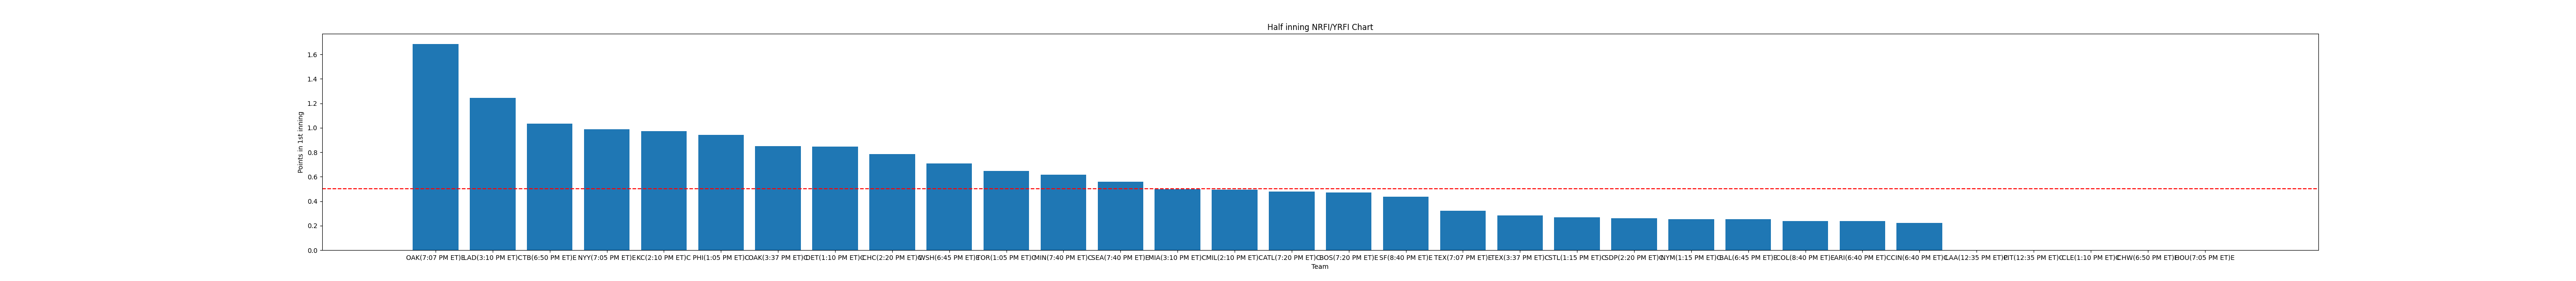 Half inning NRFI/YRFI Chart
Points in 1st inning
1.6
1.4
1.2
1.0
0.8
0.6
0.4
0.2
0.0
OAK(7:07 PM ET)E LAD(3:10 PM ET)C TB(6:50 PM ET)E NYY(7:05 PM ET)E KC(2:10 PM ET)C PHI(1:05 PM ET)C OAK(3:37 PM ET)C DET(1:10 PM ET)C CHC(2:20 PM ET)C WSH(6:45 PM ET)E TOR(1:05 PM ET)C MIN(7:40 PM ET)C SEA(7:40 PM ET)E MIA(3:10 PM ET)C MIL(2:10 PM ET)C ATL(7:20 PM ET)C BOS(7:20 PM ET)E SF(8:40 PM ET)E TEX(7:07 PM ET)E TEX(3:37 PM ET)C STL(1:15 PM ET)C SDP(2:20 PM ET)C NYM(1:15 PM ET)C BAL(6:45 PM ET)E COL(8:40 PM ET)E ARI(6:40 PM ET)C CIN(6:40 PM ET)C LAA(12:35 PM ET)C PIT(12:35 PM ET)C CLE(1:10 PM ET)C CHW(6:50 PM ET)E HOU(7:05 PM ET)E
Team